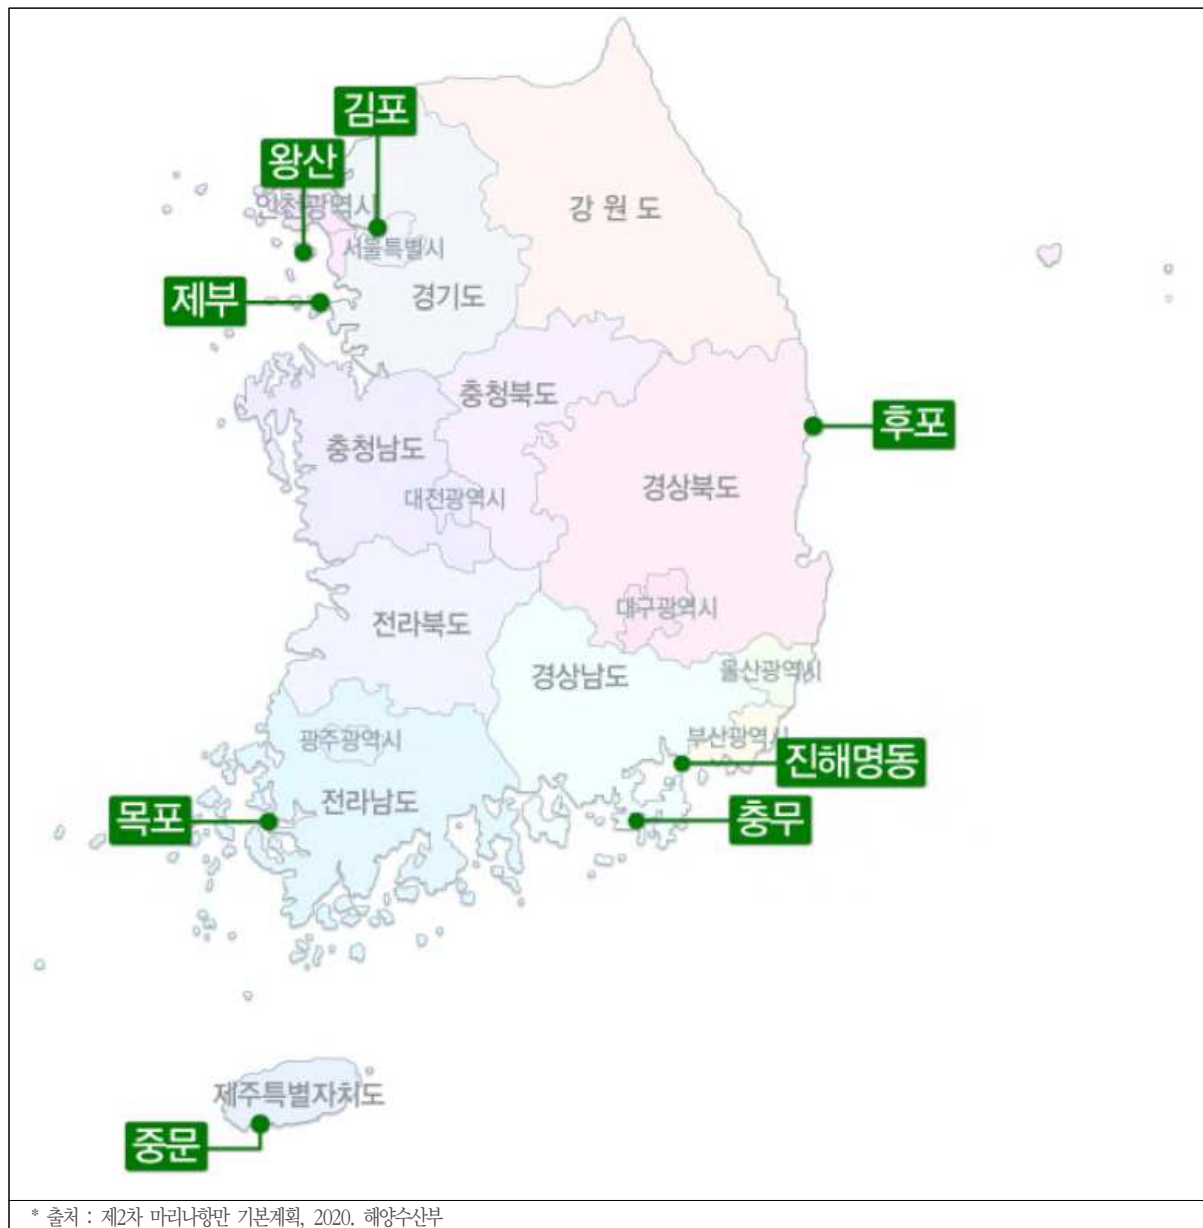 김포
왕산
인천광역시
강 원 도
서울특별시
제부
경기도
충청북도
후포
충청남도
경상북도
대전광역시
대구광역시
전라북도
경상남도
울산광역시
광주광역시
부산광역시
진해명동
목포
전라남도
충무
제주특별자치도
중문
* 출처 : 제2차 마리나항만 기본계획, 2020. 해양수산부